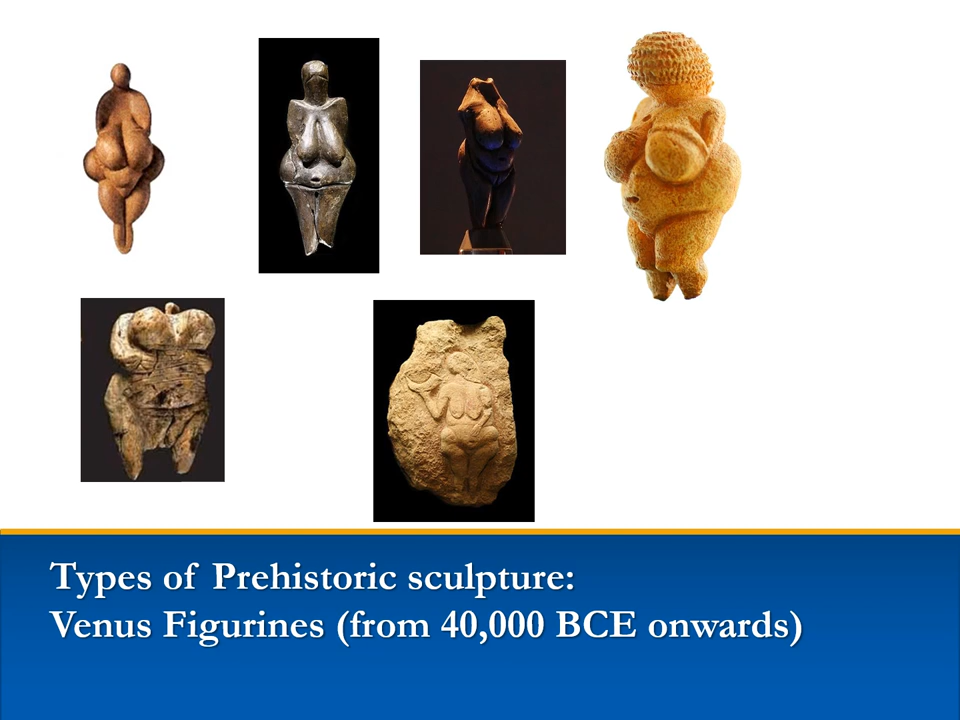 Types of Prehistoric sculpture:
Venus Figurines (from 40,000 BCE onwards)